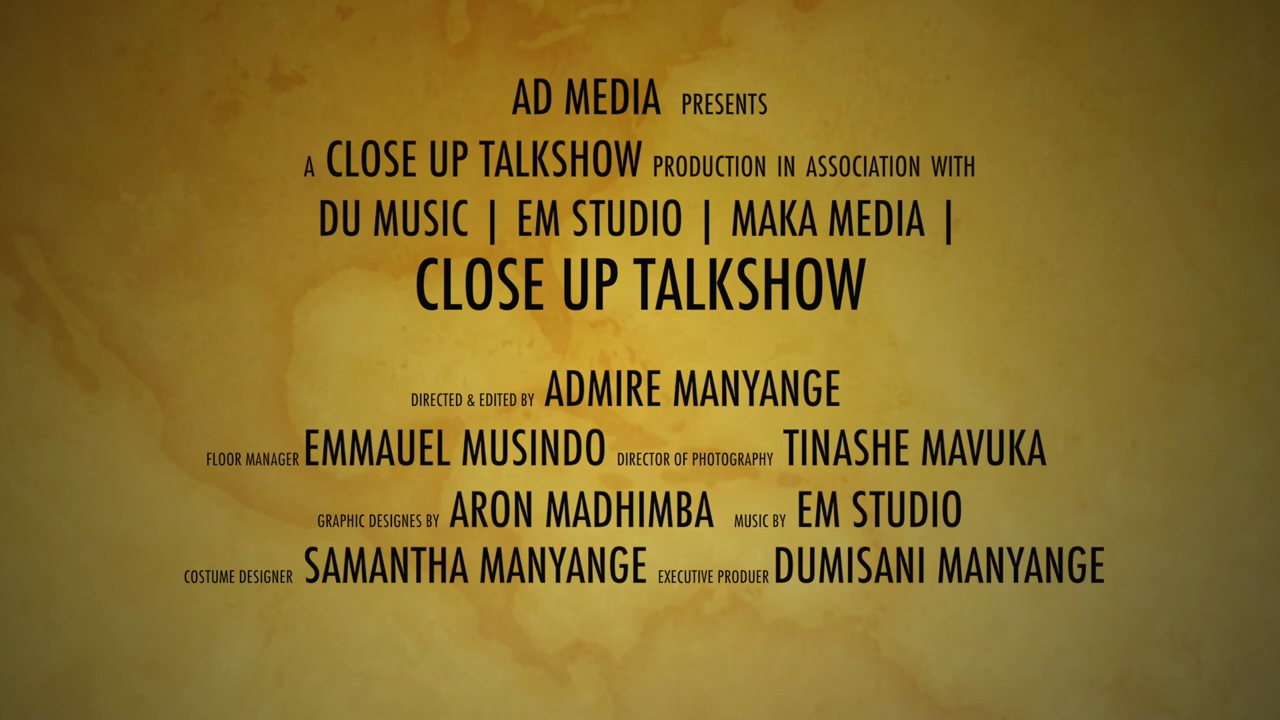 AD MEDIA PRESENTS
A CLOSE UP TALKSHOW PRODUCTION IN ASSOCIATION WITH
DU MUSIC | EM STUDIO | MAKA MEDIA |
CLOSE UP TALKSHOW
DIRECTED & EDITED BY ADMIRE MANYANGE
FLOOR MANAGER EMMAUEL MUSINDO DIRECTOR OF PHOTOGRAPHY TINASHE MAVUKA
GRAPHIC DESIGNES BY ARON MADHIMBA MUSIC BY EM STUDIO
COSTUME DESIGNER SAMANTHA MANYANGE EXECUTIVE PRODUER DUMISANI MANYANGE